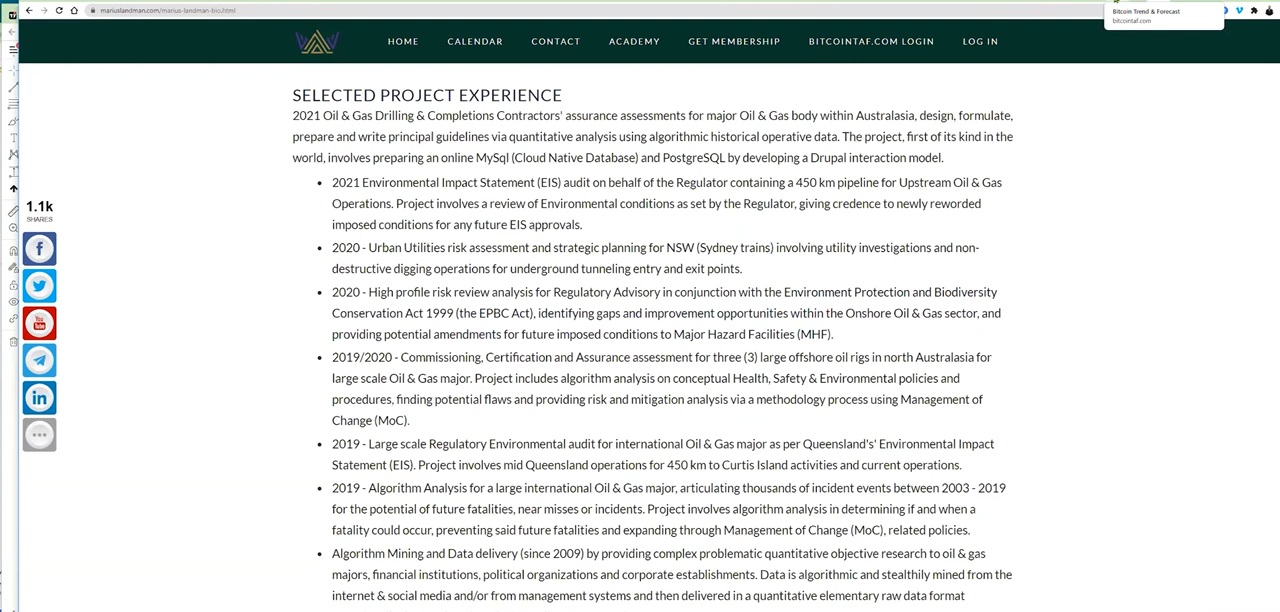 mariuslandman.com/marius-landman-bio.html
Bitcoin Trend & Forecast
bitcointaf.com
HOME CALENDAR CONTACT ACADEMY GET MEMBERSHIP BITCOINTAF.COM LOGIN LOG IN
SELECTED PROJECT EXPERIENCE
2021 Oil & Gas Drilling & Completions Contractors' assurance assessments for major Oil & Gas body within Australasia, design, formulate,
prepare and write principal guidelines via quantitative analysis using algorithmic historical operative data. The project, first of its kind in the
world, involves preparing an online MySql (Cloud Native Database) and PostgreSQL by developing a Drupal interaction model.
• 2021 Environmental Impact Statement (EIS) audit on behalf of the Regulator containing a 450 km pipeline for Upstream Oil & Gas
Operations. Project involves a review of Environmental conditions as set by the Regulator, giving credence to newly reworded
imposed conditions for any future EIS approvals.
• 2020 - Urban Utilities risk assessment and strategic planning for NSW (Sydney trains) involving utility investigations and non-
destructive digging operations for underground tunneling entry and exit points.
• 2020 - High profile risk review analysis for Regulatory Advisory in conjunction with the Environment Protection and Biodiversity
Conservation Act 1999 (the EPBC Act), identifying gaps and improvement opportunities within the Onshore Oil & Gas sector, and
providing potential amendments for future imposed conditions to Major Hazard Facilities (MHF).
• 2019/2020 - Commissioning, Certification and Assurance assessment for three (3) large offshore oil rigs in north Australasia for
large scale Oil & Gas major. Project includes algorithm analysis on conceptual Health, Safety & Environmental policies and
procedures, finding potential flaws and providing risk and mitigation analysis via a methodology process using Management of
Change (MoC).
• 2019 - Large scale Regulatory Environmental audit for international Oil & Gas major as per Queensland's' Environmental Impact
Statement (EIS). Project involves mid Queensland operations for 450 km to Curtis Island activities and current operations.
• 2019 - Algorithm Analysis for a large international Oil & Gas major, articulating thousands of incident events between 2003 - 2019
for the potential of future fatalities, near misses or incidents. Project involves algorithm analysis in determining if and when a
fatality could occur, preventing said future fatalities and expanding through Management of Change (MoC), related policies.
• Algorithm Mining and Data delivery (since 2009) by providing complex problematic quantitative objective research to oil & gas
majors, financial institutions, political organizations and corporate establishments. Data is algorithmic and stealthily mined from the
internet & social media and/or from management systems and then delivered in a quantitative elementary raw data format
1.1k
SHARES
You
Tube
in